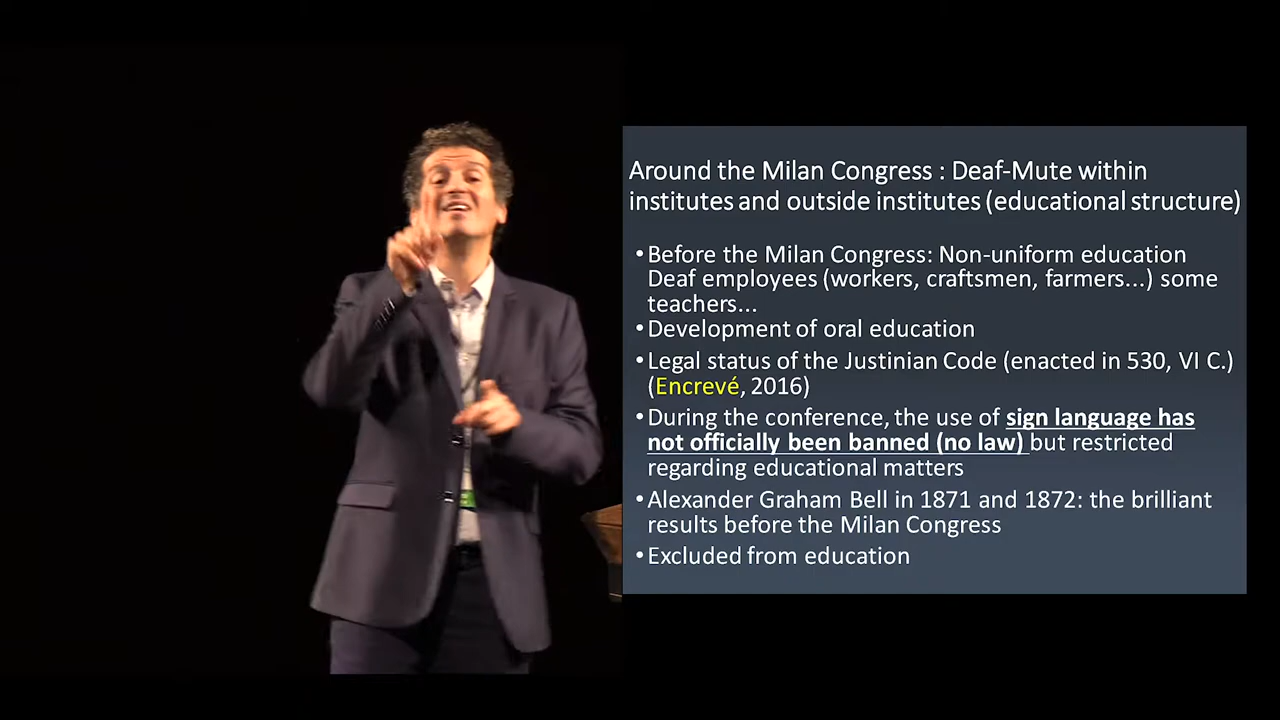 Around the Milan Congress : Deaf-Mute within
institutes and outside institutes (educational structure)
•Before the Milan Congress: Non-uniform education
Deaf employees (workers, craftsmen, farmers...) some
teachers...
•Development of oral education
•Legal status of the Justinian Code (enacted in 530, VI C.)
(Encrevé, 2016)
•During the conference, the use of sign language has
not officially been banned (no law) but restricted
regarding educational matters
•Alexander Graham Bell in 1871 and 1872: the brilliant
results before the Milan Congress
•Excluded from education